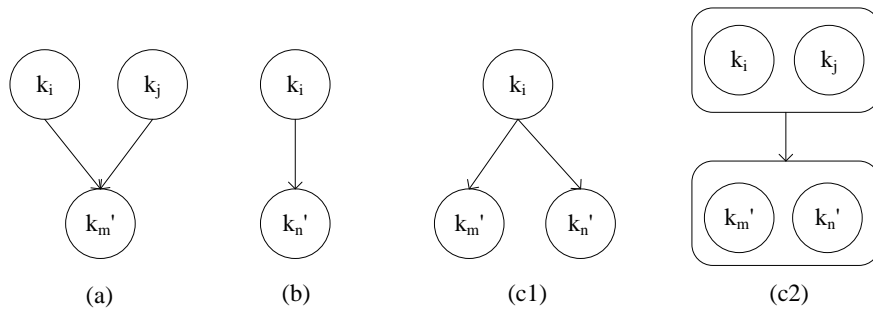 k_i k_j k_i k_i k_i k_j
k_m' k_n' k_m' k_n' k_m' k_n'
(a) (b) (c1) (c2)